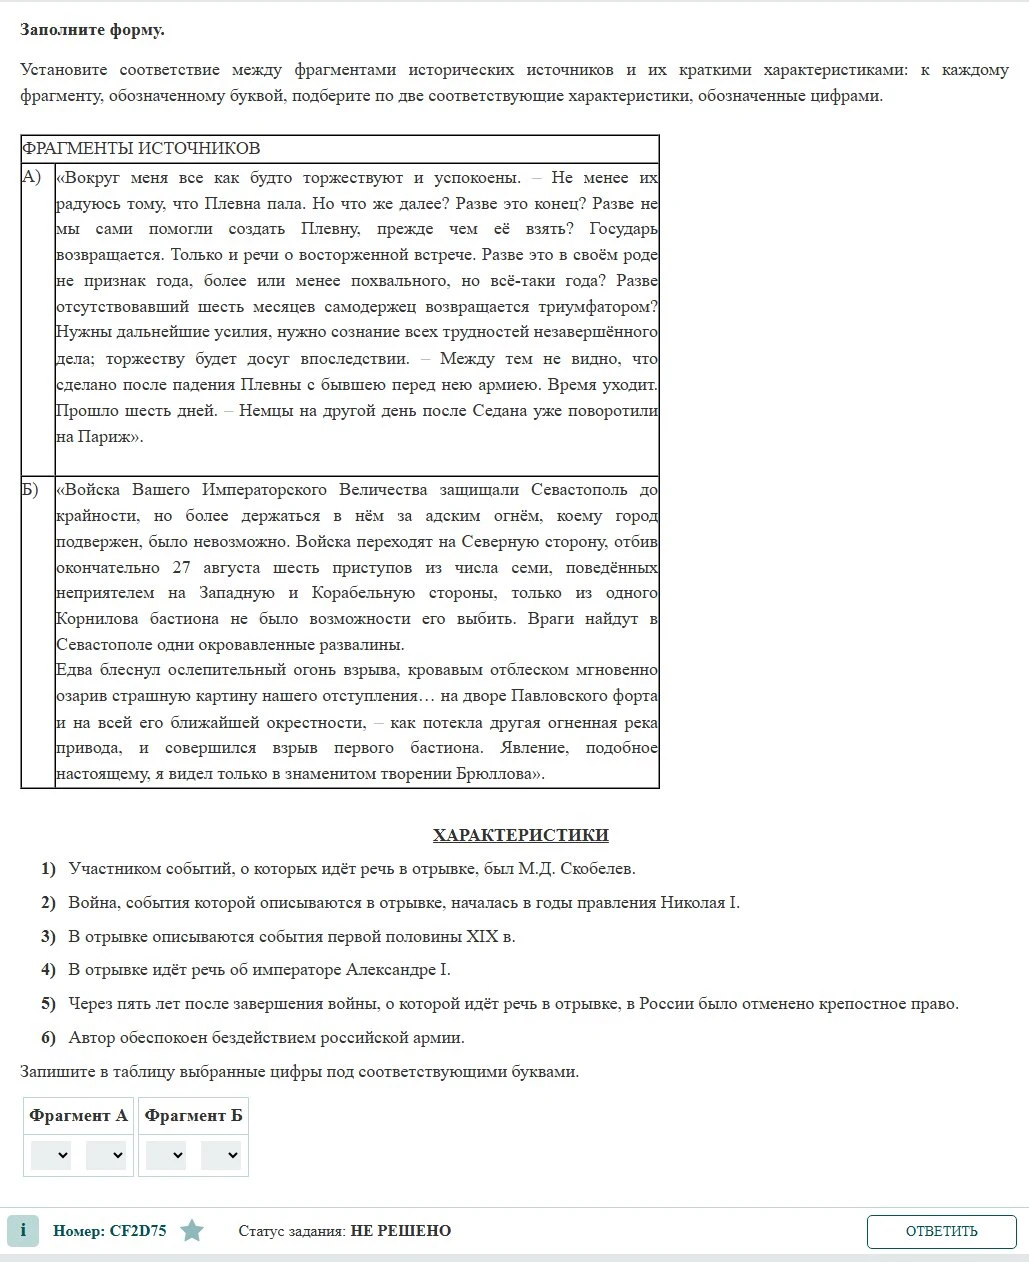 Заполните форму.
Установите соответствие между фрагментами исторических источников и их краткими характеристиками: к каждому
фрагменту, обозначенному буквой, подберите по две соответствующие характеристики, обозначенные цифрами.
ФРАГМЕНТЫ ИСТОЧНИКОВ
А) «Вокруг меня все как будто торжествуют и успокоены. – Не менее их
радуюсь тому, что Плевна пала. Но что же далее? Разве это конец? Разве не
мы сами помогли создать Плевну, прежде чем её взять? Государь
возвращается. Только и речи о восторженной встрече. Разве это в своём роде
не признак года, более или менее похвального, но всё-таки года? Разве
отсутствовавший шесть месяцев самодержец возвращается триумфатором?
Нужны дальнейшие усилия, нужно сознание всех трудностей незавершённого
дела; торжеству будет досуг впоследствии. – Между тем не видно, что
сделано после падения Плевны с бывшею перед нею армиею. Время уходит.
Прошло шесть дней. – Немцы на другой день после Седана уже поворотили
на Париж».
Б) «Войска Вашего Императорского Величества защищали Севастополь до
крайности, но более держаться в нём за адским огнём, коему город
подвержен, было невозможно. Войска переходят на Северную сторону, отбив
окончательно 27 августа шесть приступов из числа семи, поведённых
неприятелем на Западную и Корабельную стороны, только из одного
Корнилова бастиона не было возможности его выбить. Враги найдут в
Севастополе одни окровавленные развалины.
Едва блеснул ослепительный огонь взрыва, кровавым отблеском мгновенно
озарив страшную картину нашего отступления… на дворе Павловского форта
и на всей его ближайшей окрестности, – как потекла другая огненная река
привода, и совершился взрыв первого бастиона. Явление, подобное
настоящему, я видел только в знаменитом творении Брюллова».
ХАРАКТЕРИСТИКИ
1) Участником событий, о которых идёт речь в отрывке, был М.Д. Скобелев.
2) Война, события которой описываются в отрывке, началась в годы правления Николая I.
3) В отрывке описываются события первой половины XIX в.
4) В отрывке идёт речь об императоре Александре I.
5) Через пять лет после завершения войны, о которой идёт речь в отрывке, в России было отменено крепостное право.
6) Автор обеспокоен бездействием российской армии.
Запишите в таблицу выбранные цифры под соответствующими буквами.
Фрагмент А Фрагмент Б
i Номер: CF2D75 Статус задания: НЕ РЕШЕНО ОТВЕТИТЬ